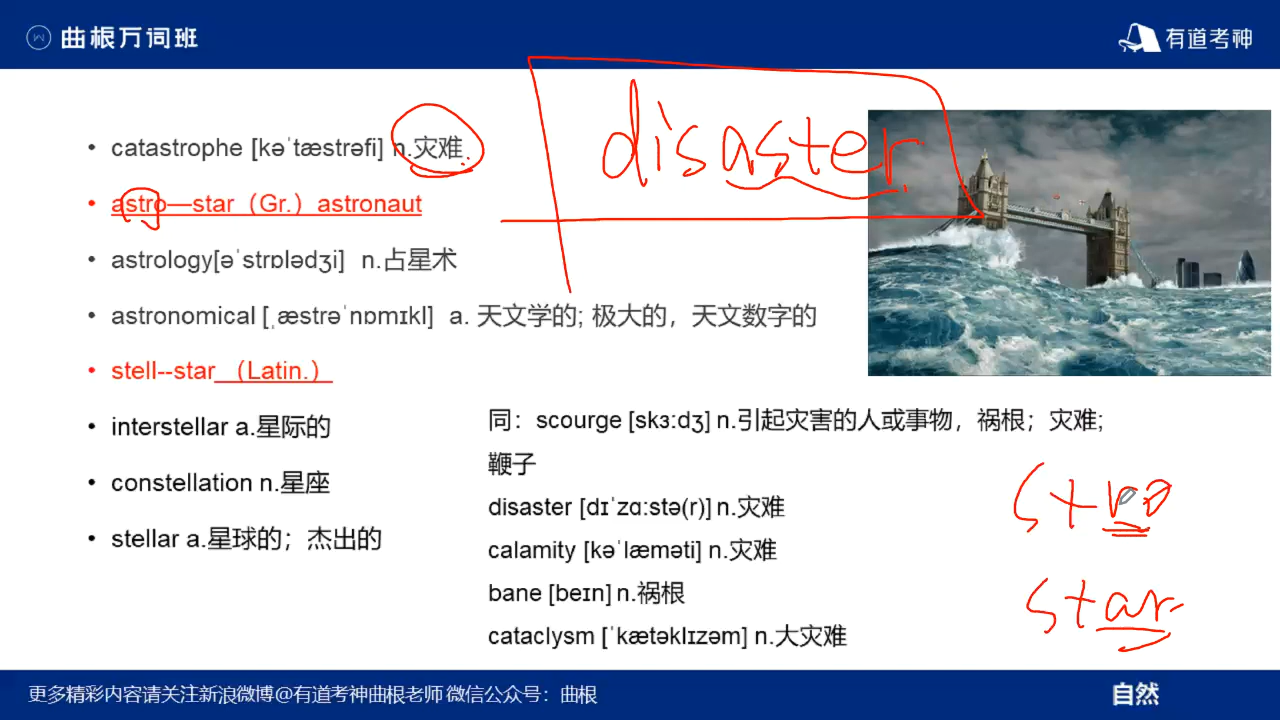 曲根万词班
有道考神
disaster
catastrophe [kəˈtæstrəfi] n.灾难
astro—star（Gr.）astronaut
astrology[əˈstrɒlədʒi] n.占星术
astronomical [ˌæstrəˈnɒmɪkl] a. 天文学的; 极大的，天文数字的
stell--star （Latin.）
interstellar a.星际的
constellation n.星座
stellar a.星球的；杰出的
同：scourge [skɜːdʒ] n.引起灾害的人或事物，祸根；灾难;
鞭子
disaster [dɪˈzɑːstə(r)] n.灾难
calamity [kəˈlæməti] n.灾难
bane [beɪn] n.祸根
cataclysm [ˈkætəklɪzəm] n.大灾难
stro
star
更多精彩内容请关注新浪微博@有道考神曲根老师 微信公众号：曲根
自然